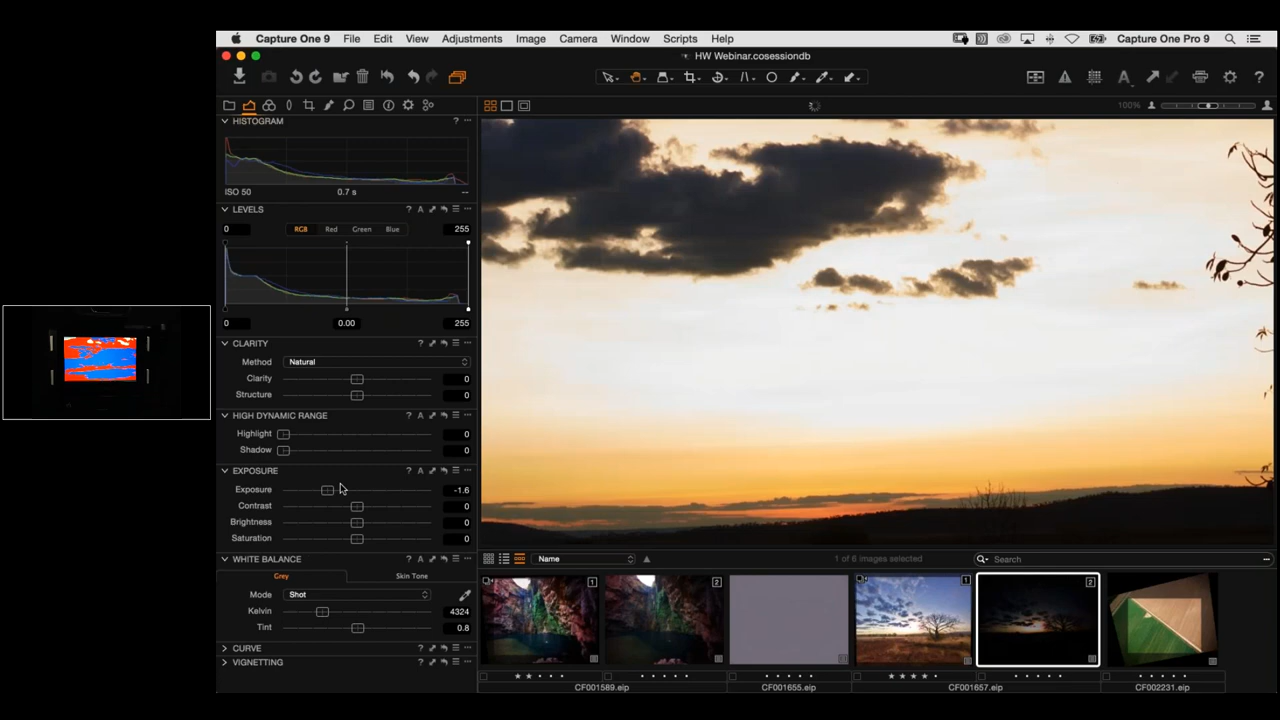 Capture One 9 File Edit View Adjustments Image Camera Window Scripts Help Capture One Pro 9
HW Webinar.cosessiondb
100%
HISTOGRAM ?
ISO 50 0.7 s --
LEVELS ? A
0 RGB Red Green Blue 255
0 0.00 255
CLARITY ?
Method Natural
Clarity 0
Structure 0
HIGH DYNAMIC RANGE ? A
Highlight 0
Shadow 0
EXPOSURE ? A
Exposure -1.6
Contrast 0
Brightness 0
Saturation 0
WHITE BALANCE ? A
Grey Skin Tone
Mode Shot
Kelvin 4324
Tint 0.8
CURVE ? A
VIGNETTING ? A
Name 1 of 6 images selected Search
1 2 1 2
CF001589.eip CF001655.eip CF001657.eip CF002231.eip